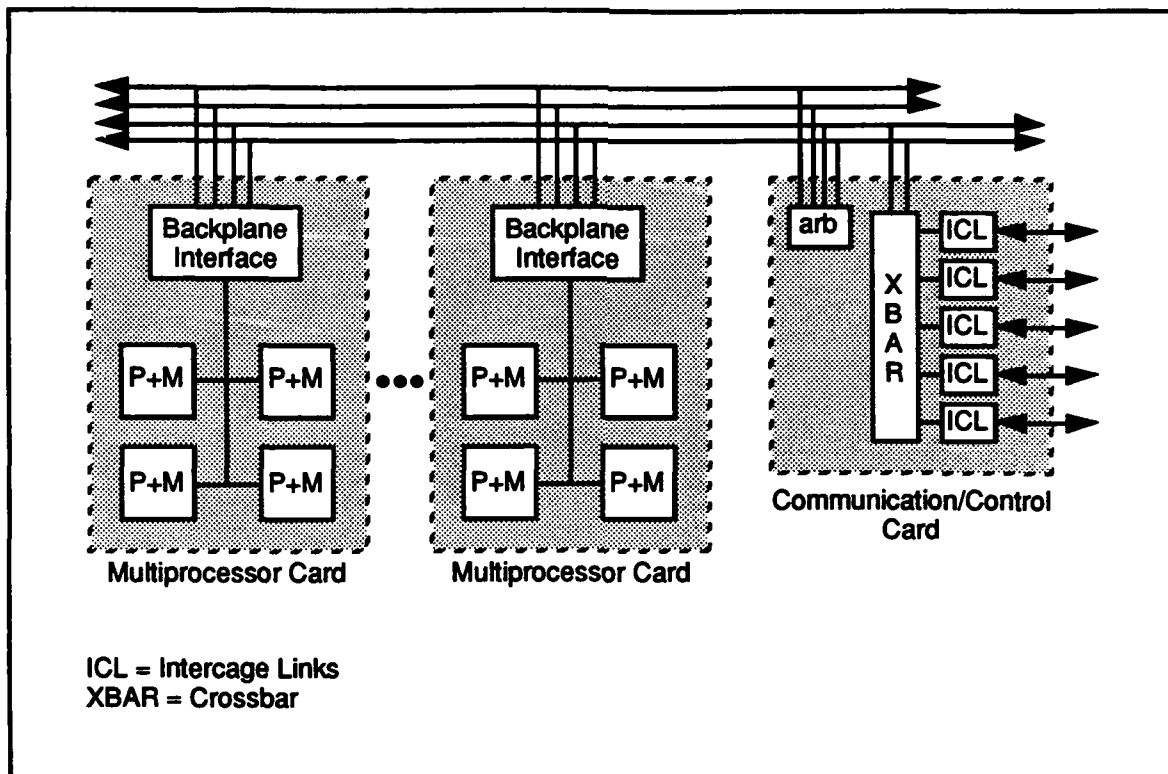 Backplane
Interface
P+M
P+M
P+M
P+M
Multiprocessor Card
Backplane
Interface
P+M
P+M
P+M
P+M
Multiprocessor Card
arb
X
B
A
R
ICL
ICL
ICL
ICL
ICL
Communication/Control
Card
ICL = Intercage Links
XBAR = Crossbar